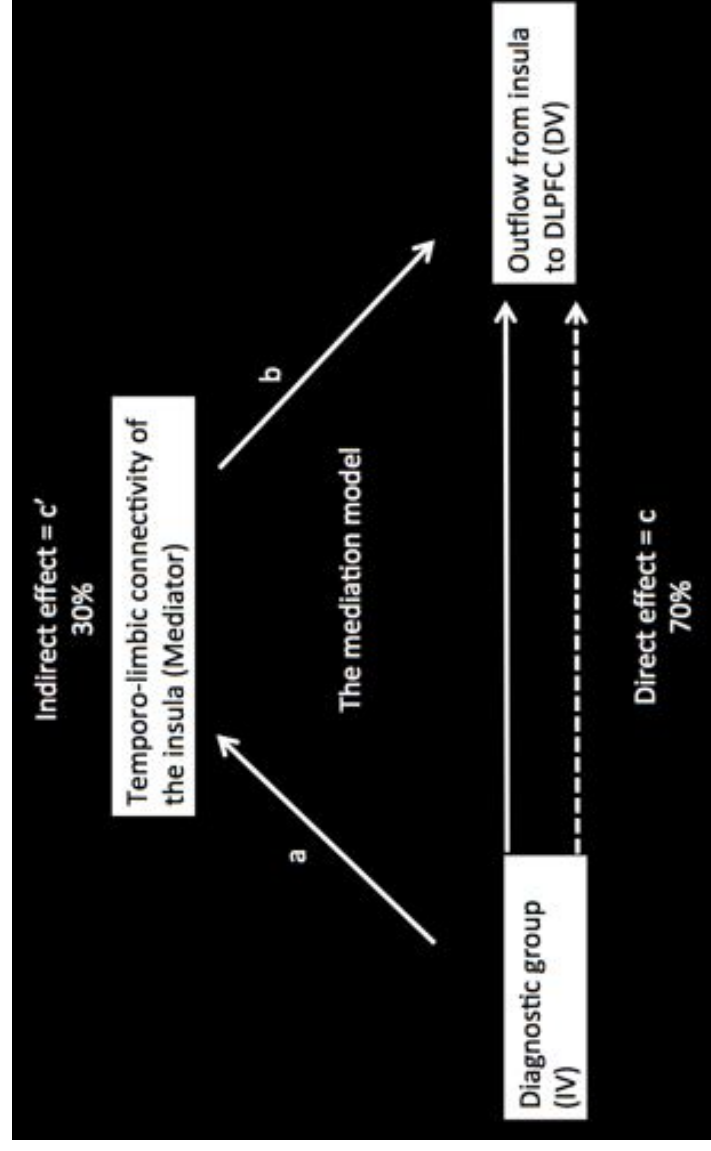 Indirect effect = c’
30%
Temporo-limbic connectivity of
the insula (Mediator)
a
b
The mediation model
Diagnostic group
(IV)
Outflow from insula
to DLPFC (DV)
Direct effect = c
70%